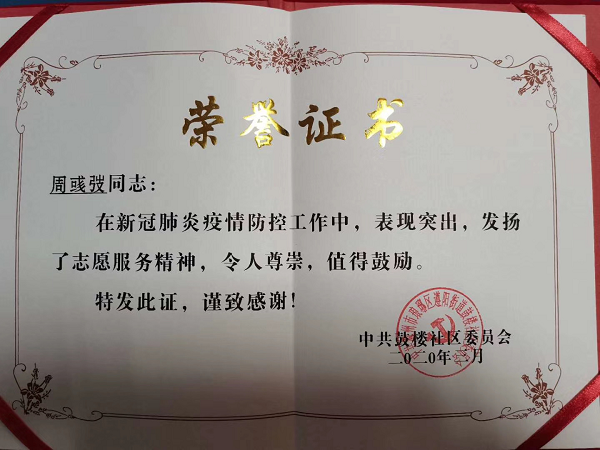 荣誉证书
周彧弢同志：
在新冠肺炎疫情防控工作中，表现突出，发扬
了志愿服务精神，令人尊崇，值得鼓励。
特发此证，谨致感谢！
中共鼓楼社区委员会
二〇二〇年二月